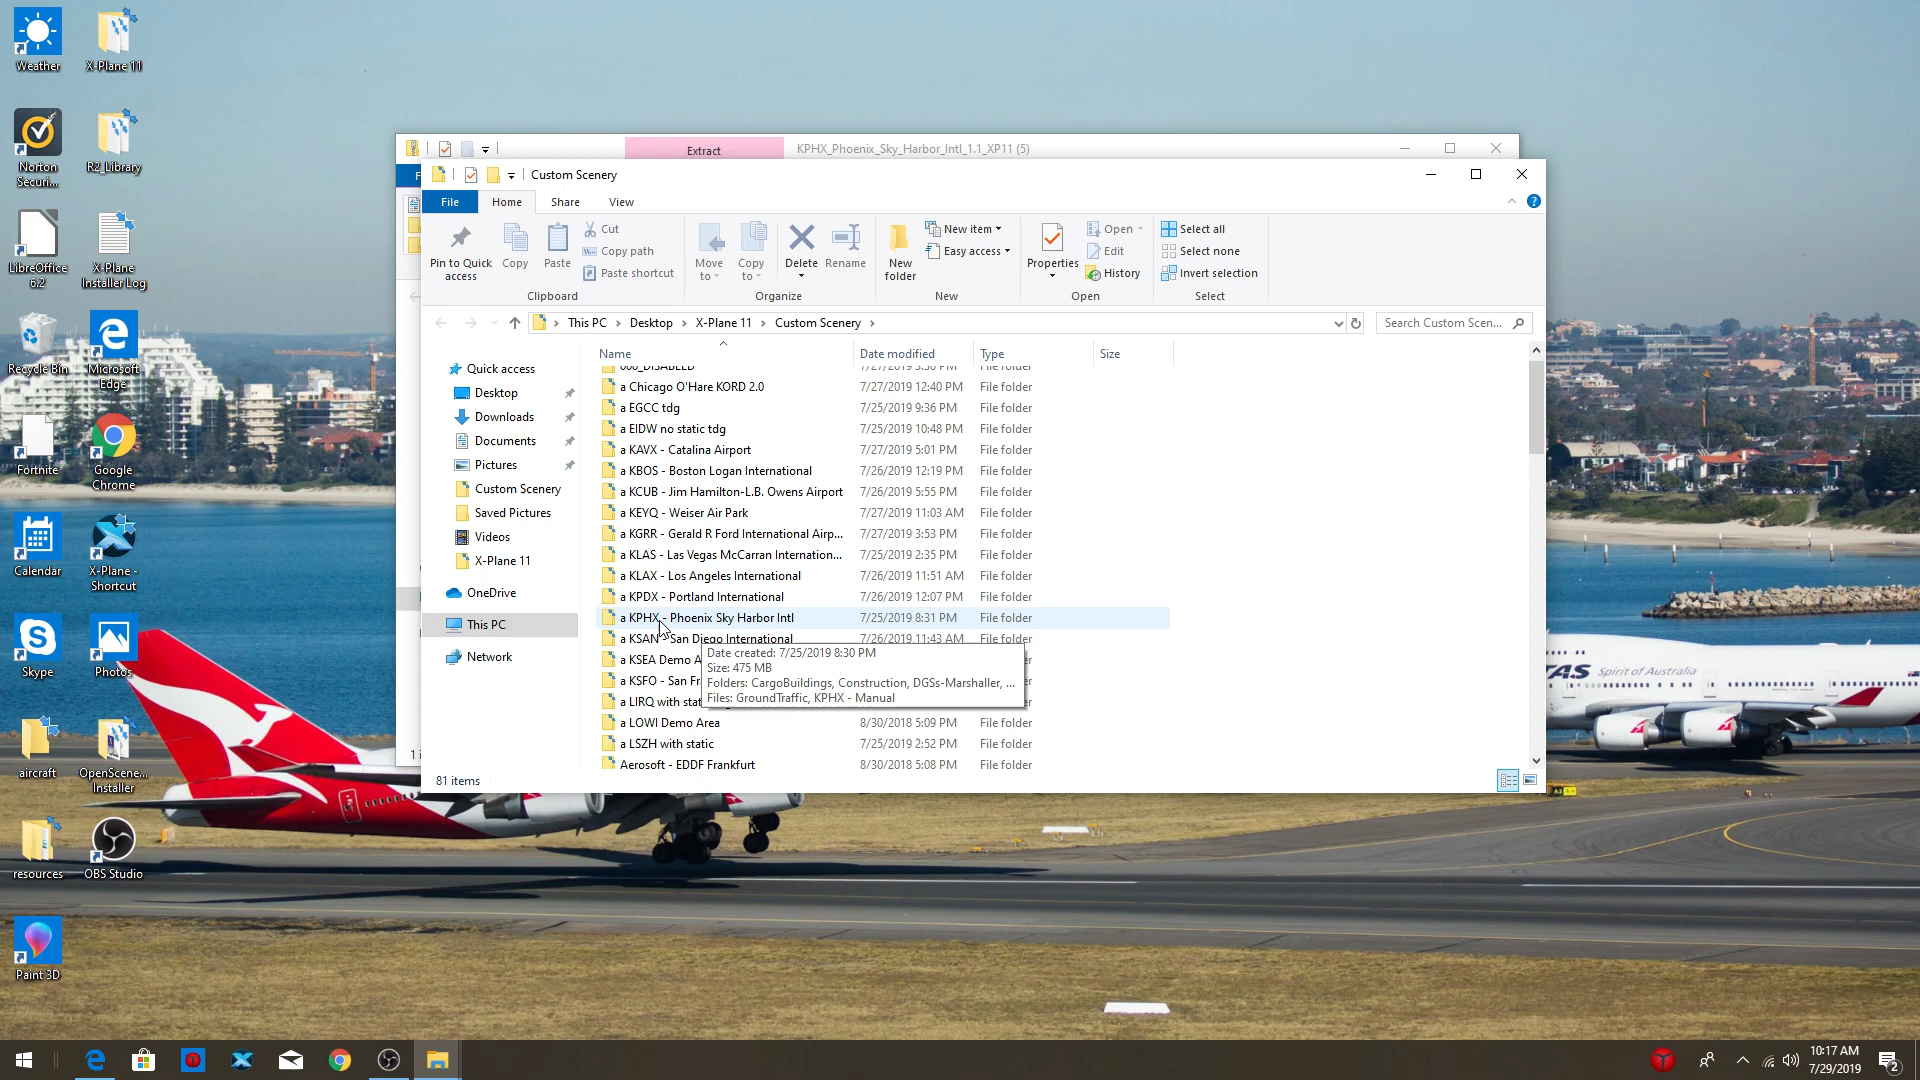 Weather
X-Plane 11
Norton
Securi...
R2_Library
LibreOffice
6.2
X-Plane
Installer Log
Recycle Bin
Microsoft
Edge
Fortnite
Google
Chrome
Calendar
X-Plane -
Shortcut
Skype
Photos
aircraft
OpenScene...
Installer
resources
OBS Studio
Paint 3D
Extract
KPHX_Phoenix_Sky_Harbor_Intl_1.1_XP11 (5)
Custom Scenery
File
Home
Share
View
Pin to Quick
access
Copy
Paste
Cut
Copy path
Paste shortcut
Clipboard
Move
to
Copy
to
Delete
Rename
Organize
New
folder
New item
Easy access
New
Properties
Open
Edit
History
Open
Select all
Select none
Invert selection
Select
This PC > Desktop > X-Plane 11 > Custom Scenery >
Search Custom Scen...
Quick access
Desktop
Downloads
Documents
Pictures
Custom Scenery
Saved Pictures
Videos
X-Plane 11
OneDrive
This PC
Network
Name Date modified Type Size
000_DISABLED 7/27/2019 3:50 PM File folder
a Chicago O'Hare KORD 2.0 7/27/2019 12:40 PM File folder
a EGCC tdg 7/25/2019 9:36 PM File folder
a EIDW no static tdg 7/25/2019 10:48 PM File folder
a KAVX - Catalina Airport 7/27/2019 5:01 PM File folder
a KBOS - Boston Logan International 7/26/2019 12:19 PM File folder
a KCUB - Jim Hamilton-L.B. Owens Airport 7/26/2019 5:55 PM File folder
a KEYQ - Weiser Air Park 7/27/2019 11:03 AM File folder
a KGRR - Gerald R Ford International Airp... 7/27/2019 3:53 PM File folder
a KLAS - Las Vegas McCarran Internation... 7/25/2019 2:35 PM File folder
a KLAX - Los Angeles International 7/26/2019 11:51 AM File folder
a KPDX - Portland International 7/26/2019 12:07 PM File folder
a KPHX - Phoenix Sky Harbor Intl 7/25/2019 8:31 PM File folder
a KSAN - San Diego International 7/26/2019 11:43 AM File folder
a KSEA Demo A
a KSFO - San Fr
a LIRQ with stat
a LOWI Demo Area 8/30/2018 5:09 PM File folder
a LSZH with static 7/25/2019 2:52 PM File folder
Aerosoft - EDDF Frankfurt 8/30/2018 5:08 PM File folder
Date created: 7/25/2019 8:30 PM
Size: 475 MB
Folders: CargoBuildings, Construction, DGSs-Marshaller, ...
Files: GroundTraffic, KPHX - Manual
81 items
TAS Spirit of Australia
10:17 AM
7/29/2019
2